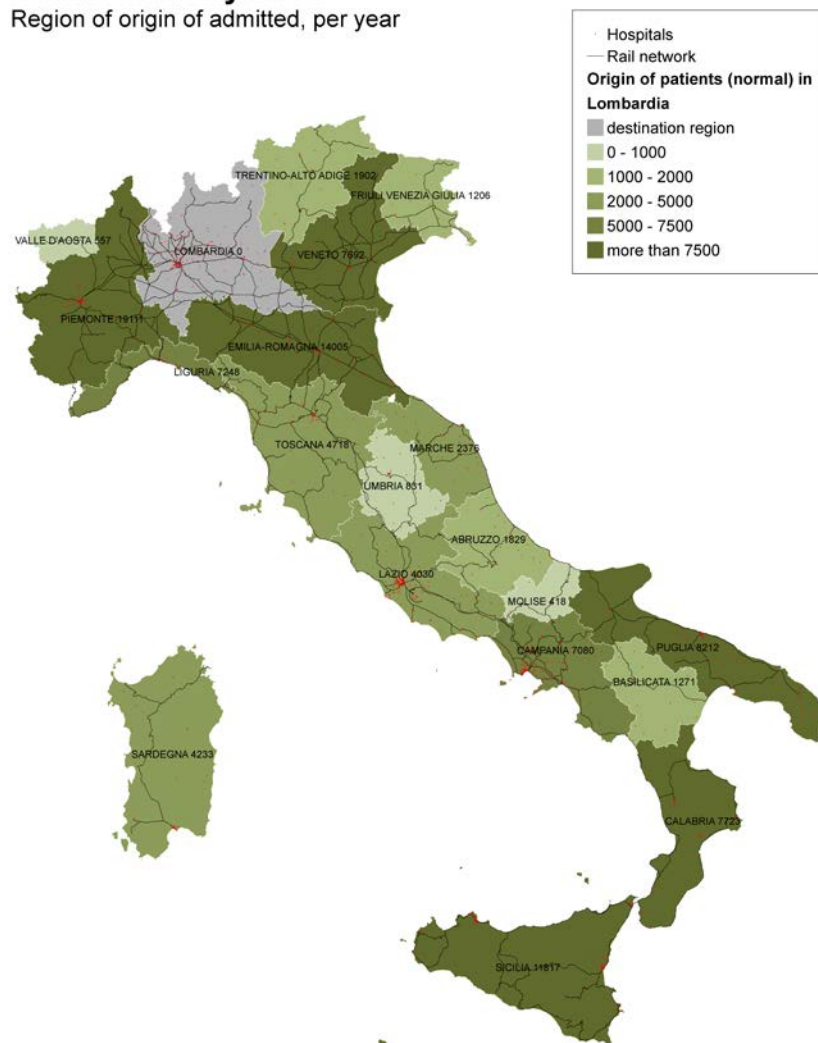 Region of origin of admitted, per year
Hospitals
Rail network
Origin of patients (normal) in
Lombardia
destination region
0 - 1000
1000 - 2000
2000 - 5000
5000 - 7500
more than 7500
TRENTINO-ALTO ADIGE 1902
FRIULI VENEZIA GIULIA 1206
VALLE D'AOSTA 557
LOMBARDIA 0
VENETO 7692
PIEMONTE 19111
EMILIA-ROMAGNA 14005
LIGURIA 7248
TOSCANA 4718
MARCHE 2376
UMBRIA 831
ABRUZZO 1829
LAZIO 4030
MOLISE 418
CAMPANIA 7080
PUGLIA 8212
BASILICATA 1271
SARDEGNA 4233
CALABRIA 7723
SICILIA 11817